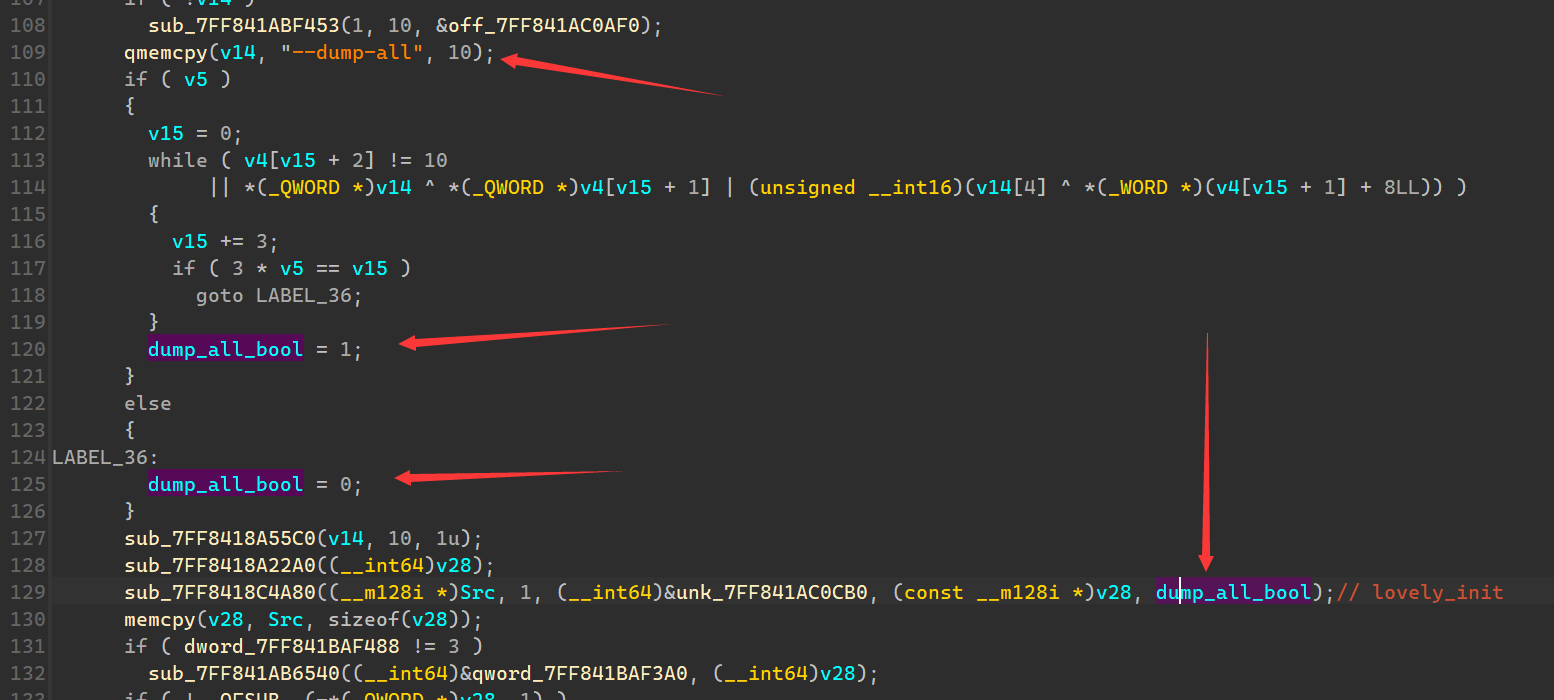 108 sub_7FF841ABF453(1, 10, &off_7FF841AC0AF0);
109 qmemcpy(v14, "--dump-all", 10);
110 if ( v5 )
111 {
112 v15 = 0;
113 while ( v4[v15 + 2] != 10
114 || *(_QWORD *)v14 ^ *(_QWORD *)v4[v15 + 1] | (unsigned __int16)(v14[4] ^ *(_WORD *)(v4[v15 + 1] + 8LL)) )
115 {
116 v15 += 3;
117 if ( 3 * v5 == v15 )
118 goto LABEL_36;
119 }
120 dump_all_bool = 1;
121 }
122 else
123 {
124 LABEL_36:
125 dump_all_bool = 0;
126 }
127 sub_7FF8418A55C0(v14, 10, 1u);
128 sub_7FF8418A22A0((__int64)v28);
129 sub_7FF8418C4A80((__m128i *)Src, 1, (__int64)&unk_7FF841AC0CB0, (const __m128i *)v28, dump_all_bool);// lovely_init
130 memcpy(v28, Src, sizeof(v28));
131 if ( dword_7FF841BAF488 != 3 )
132 sub_7FF841AB6540((__int64)&qword_7FF841BAF3A0, (__int64)v28);